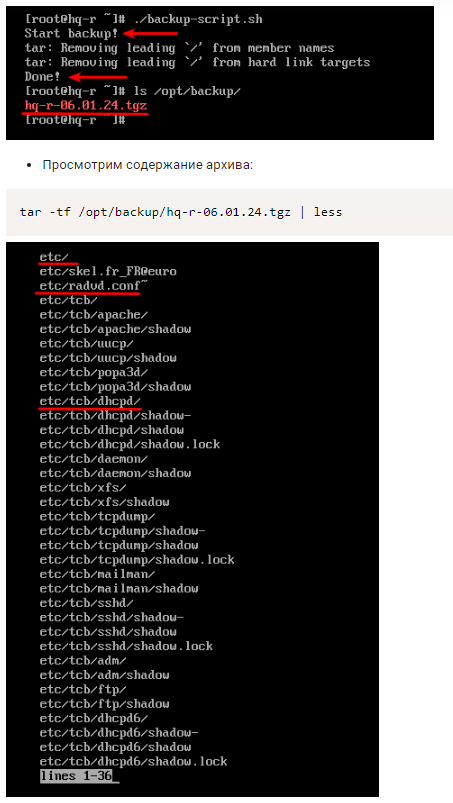 [root@hq-r ~]# ./backup-script.sh
Start backup!
tar: Removing leading `/' from member names
tar: Removing leading `/' from hard link targets
Done!
[root@hq-r ~]# ls /opt/backup/
hq-r-06.01.24.tgz
[root@hq-r ~]#
• Просмотрим содержание архива:
tar -tf /opt/backup/hq-r-06.01.24.tgz | less
etc/
etc/skel.fr_FR@euro
etc/radvd.conf~
etc/tcb/
etc/tcb/apache/
etc/tcb/apache/shadow
etc/tcb/uucp/
etc/tcb/uucp/shadow
etc/tcb/popa3d/
etc/tcb/popa3d/shadow
etc/tcb/dhcpd/
etc/tcb/dhcpd/shadow-
etc/tcb/dhcpd/shadow
etc/tcb/dhcpd/shadow.lock
etc/tcb/daemon/
etc/tcb/daemon/shadow
etc/tcb/xfs/
etc/tcb/xfs/shadow
etc/tcb/tcpdump/
etc/tcb/tcpdump/shadow-
etc/tcb/tcpdump/shadow
etc/tcb/tcpdump/shadow.lock
etc/tcb/mailman/
etc/tcb/mailman/shadow
etc/tcb/sshd/
etc/tcb/sshd/shadow-
etc/tcb/sshd/shadow
etc/tcb/sshd/shadow.lock
etc/tcb/adm/
etc/tcb/adm/shadow
etc/tcb/ftp/
etc/tcb/ftp/shadow
etc/tcb/dhcpd6/
etc/tcb/dhcpd6/shadow-
etc/tcb/dhcpd6/shadow
etc/tcb/dhcpd6/shadow.lock
lines 1-36